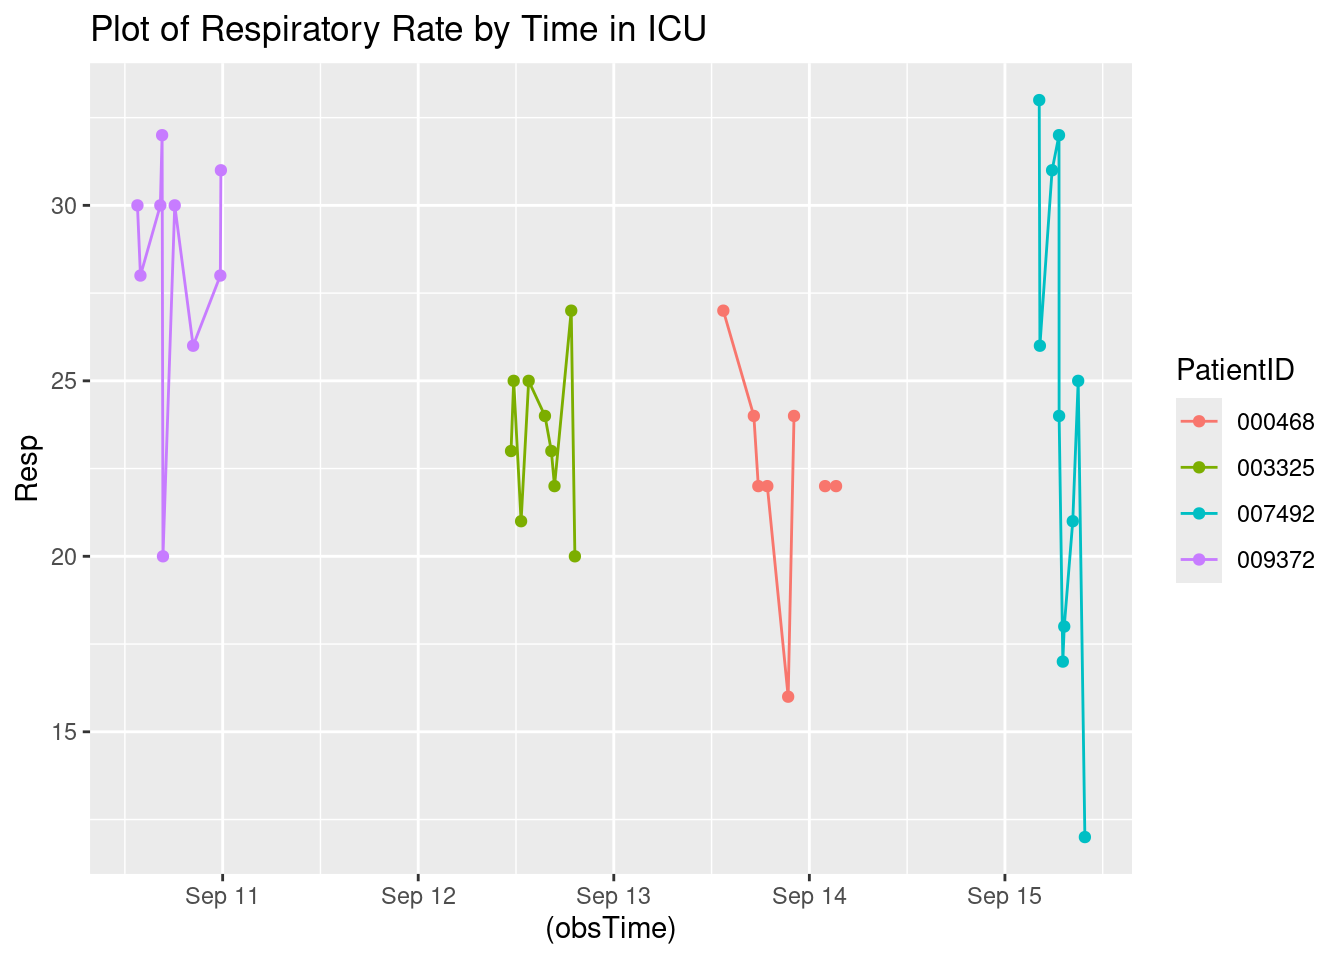 Plot of Respiratory Rate by Time in ICU
Resp
30
25
20
15
Sep 11 Sep 12 Sep 13 Sep 14 Sep 15
(obsTime)
PatientID
000468
003325
007492
009372